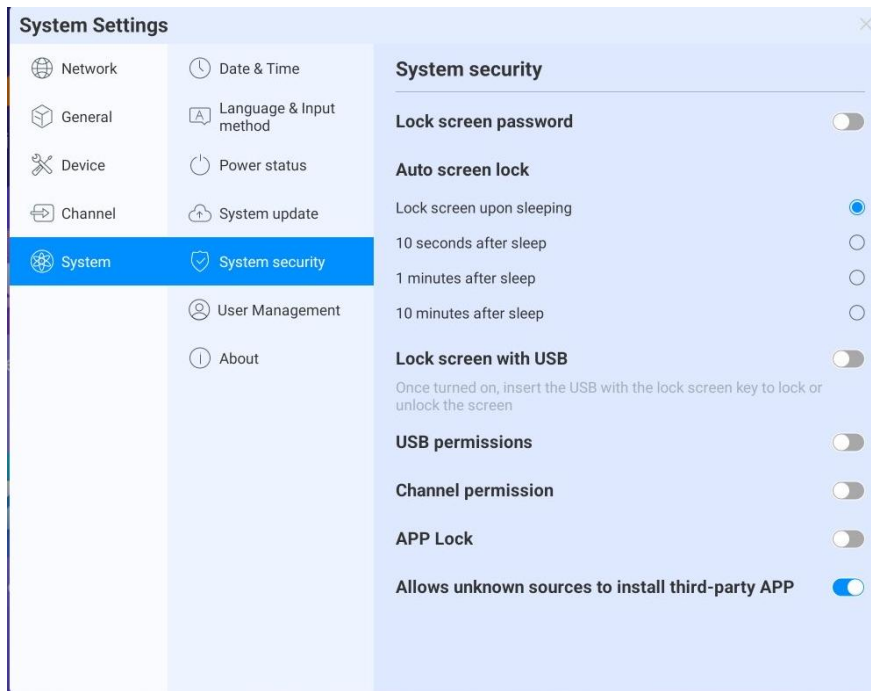 System Settings
Network
General
Device
Channel
System
Date & Time
Language & Input
method
Power status
System update
System security
User Management
About
System security
Lock screen password
Auto screen lock
Lock screen upon sleeping
10 seconds after sleep
1 minutes after sleep
10 minutes after sleep
Lock screen with USB
Once turned on, insert the USB with the lock screen key to lock or
unlock the screen
USB permissions
Channel permission
APP Lock
Allows unknown sources to install third-party APP